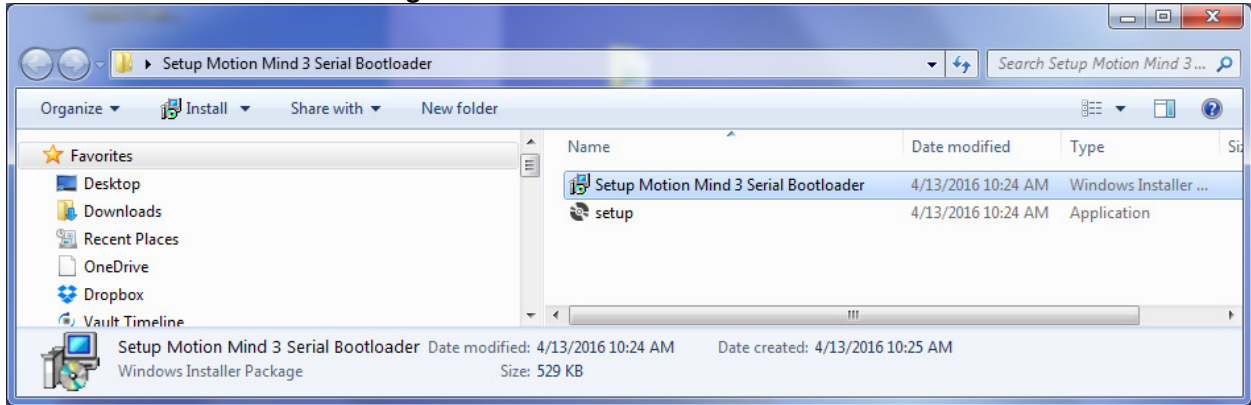 Setup Motion Mind 3 Serial Bootloader
Search Setup Motion Mind 3 ...
Organize Install Share with New folder
Favorites
Desktop
Downloads
Recent Places
OneDrive
Dropbox
Vault Timeline
Name Date modified Type
Setup Motion Mind 3 Serial Bootloader 4/13/2016 10:24 AM Windows Installer ...
setup 4/13/2016 10:24 AM Application
Setup Motion Mind 3 Serial Bootloader Date modified: 4/13/2016 10:24 AM Date created: 4/13/2016 10:25 AM
Windows Installer Package Size: 529 KB